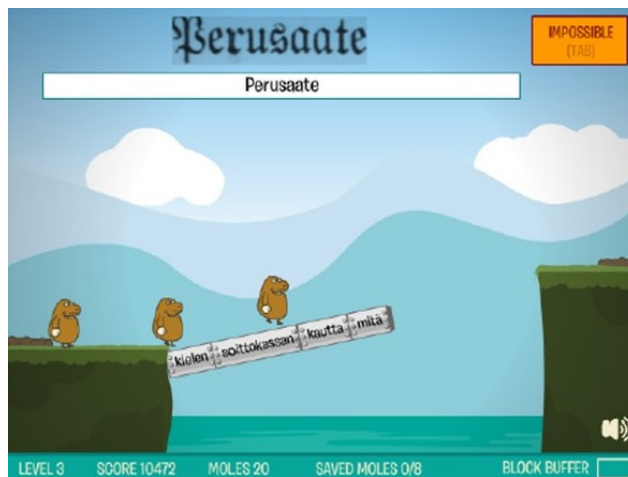 Perusaate
IMPOSSIBLE
(TAB)
Perusaate
kielen soittokassan kautta mitä
LEVEL 3 SCORE 10472 MOLES 20 SAVED MOLES 0/8 BLOCK BUFFER